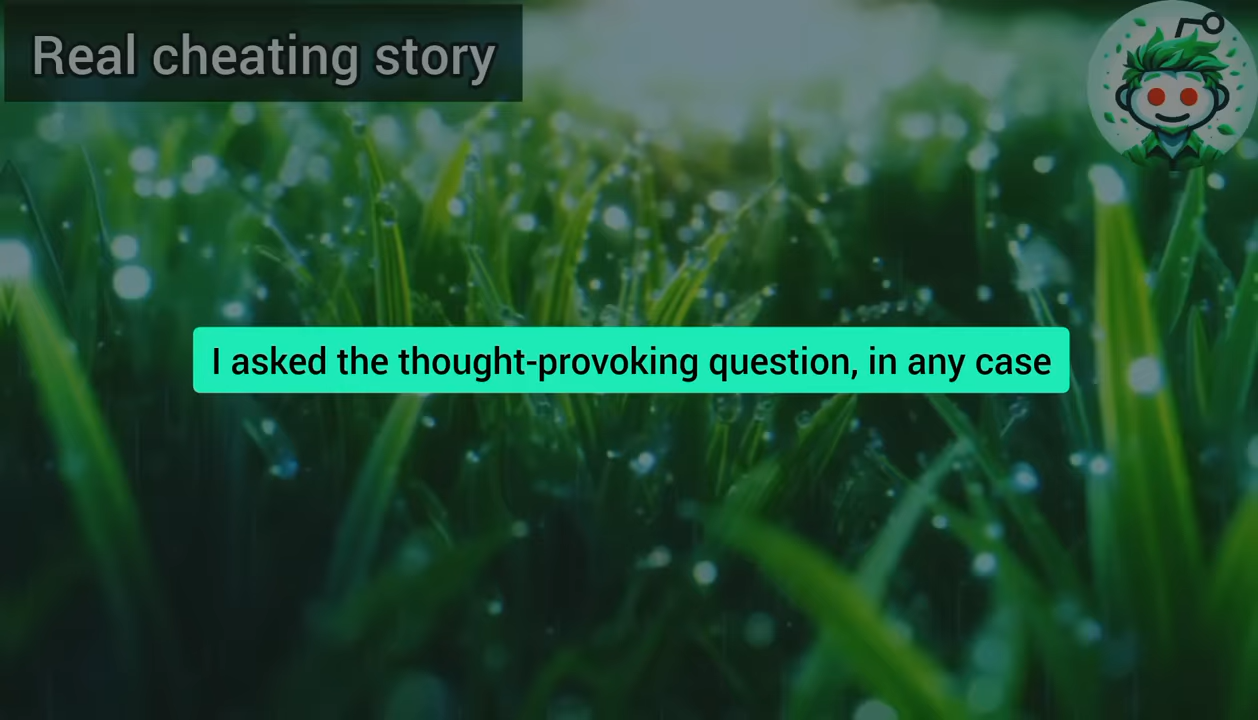 Real cheating story
I asked the thought-provoking question, in any case